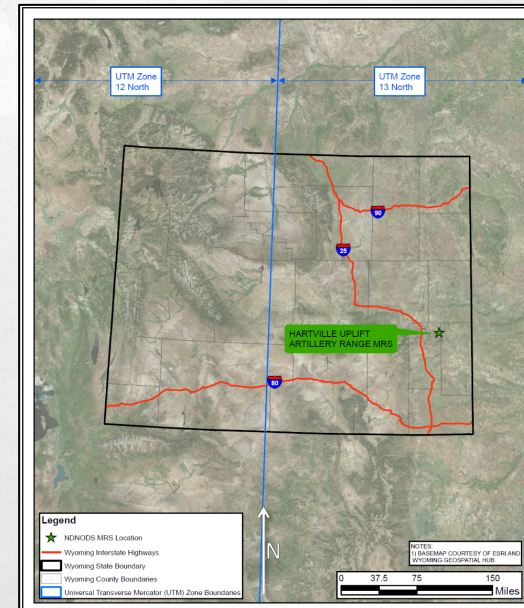 UTM Zone
12 North
UTM Zone
13 North
90
25
HARTVILLE UPLIFT
ARTILLERY RANGE MRS
80
Legend
NDNODS MRS Location
Wyoming Interstate Highways
Wyoming State Boundary
Wyoming County Boundaries
Universal Transverse Mercator (UTM) Zone Boundaries
N
NOTES:
1) BASEMAP COURTESY OF ESRI AND
WYOMING GEOSPATIAL HUB.
0 37.5 75 150
Miles